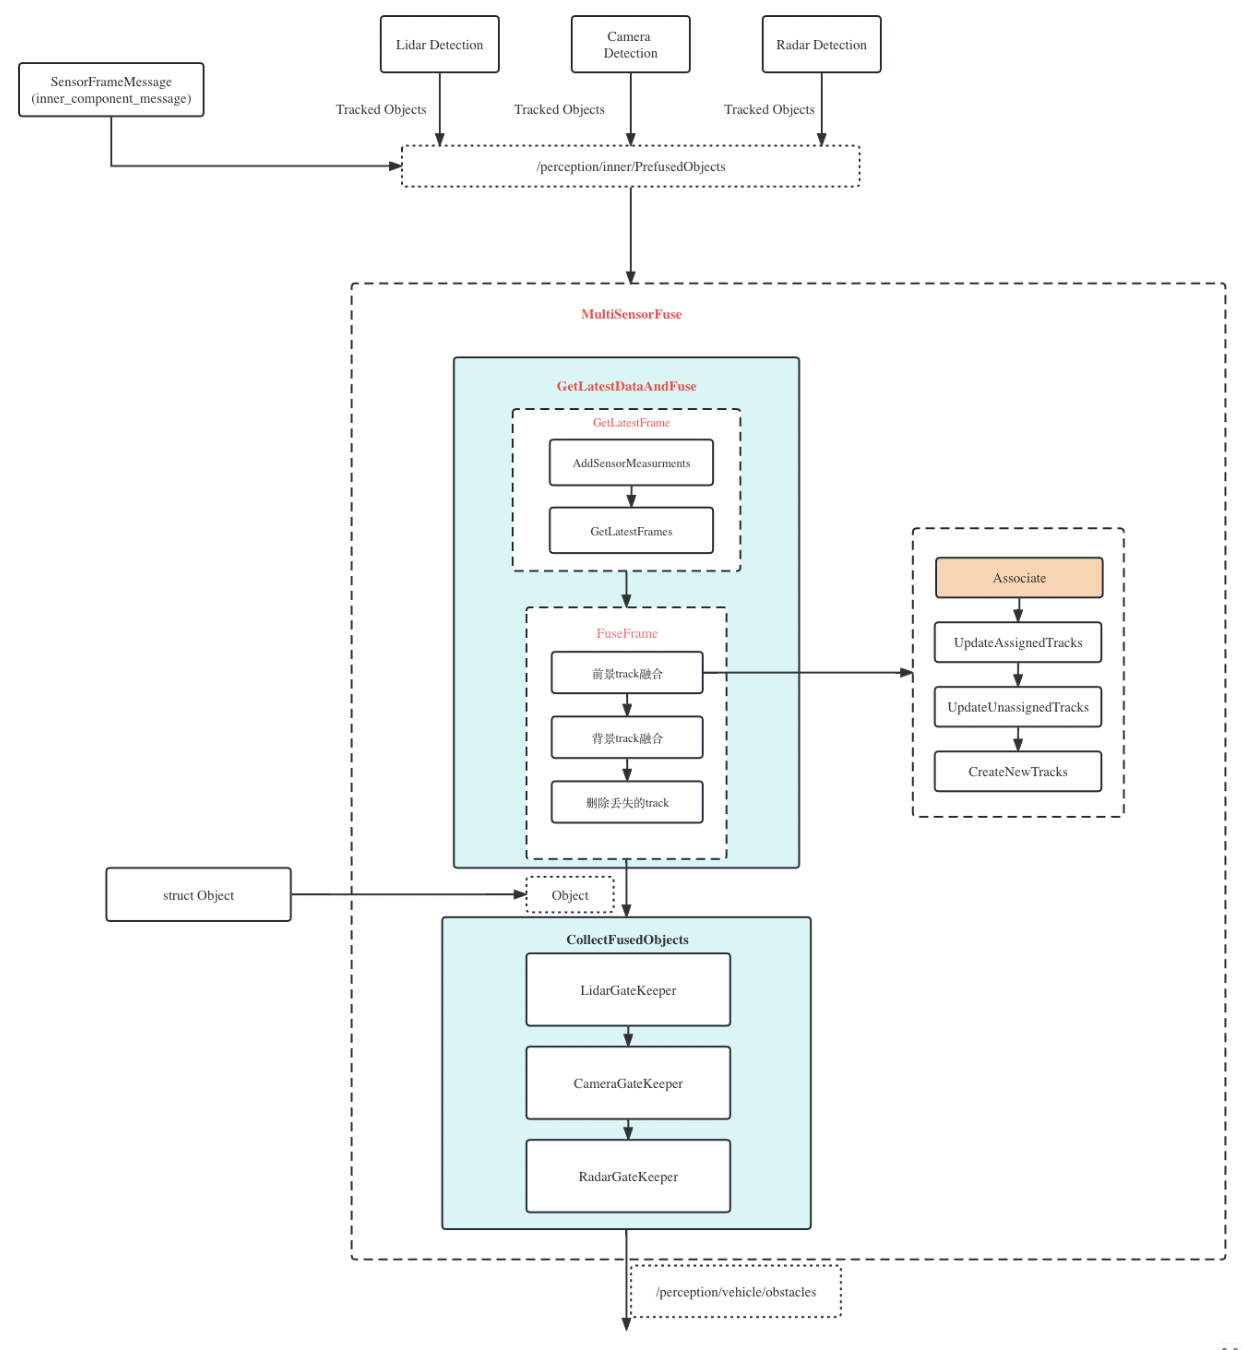 Lidar Detection
Camera
Detection
Radar Detection
SensorFrameMessage
(inner_component_message)
Tracked Objects
Tracked Objects
Tracked Objects
/perception/inner/PrefusedObjects
MultiSensorFuse
GetLatestDataAndFuse
GetLatestFrame
AddSensorMeasurments
GetLatestFrames
FuseFrame
前景track融合
背景track融合
删除丢失的track
Associate
UpdateAssignedTracks
UpdateUnassignedTracks
CreateNewTracks
struct Object
Object
CollectFusedObjects
LidarGateKeeper
CameraGateKeeper
RadarGateKeeper
/perception/vehicle/obstacles